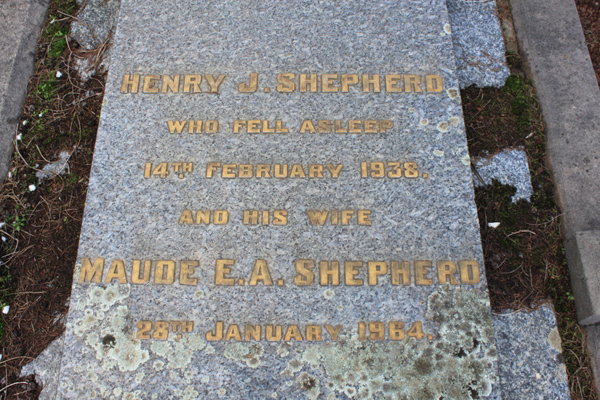 HENRY J. SHEPHERD
WHO FELL ASLEEP
14TH FEBRUARY 1938.
AND HIS WIFE
MAUDE E. A. SHEPHERD
28TH JANUARY 1964.